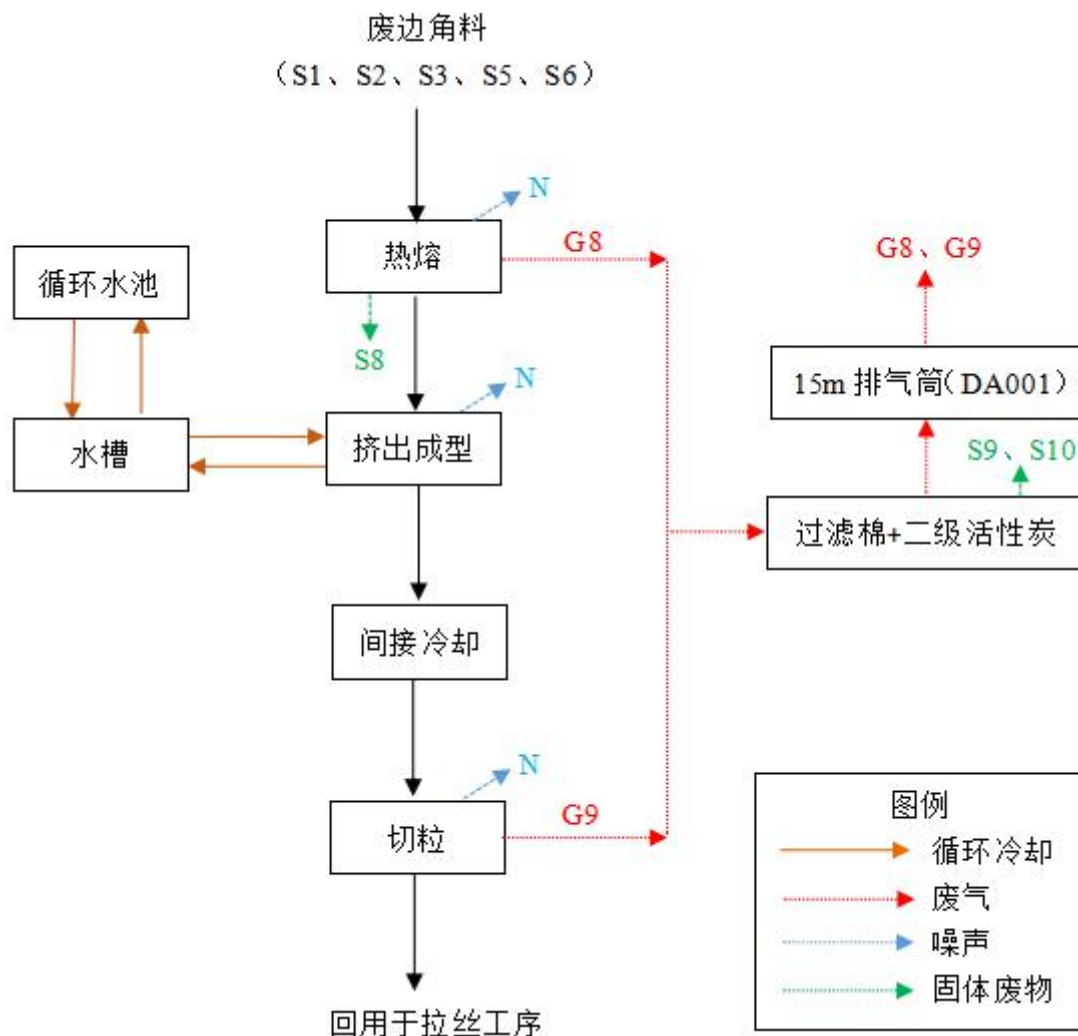 废边角料
（S1、S2、S3、S5、S6）
N
热熔
G8
G8、G9
循环水池
S8
N
15m 排气筒（DA001）
水槽
挤出成型
S9、S10
过滤棉+二级活性炭
间接冷却
N
切粒
G9
图例
循环冷却
废气
噪声
固体废物
回用于拉丝工序